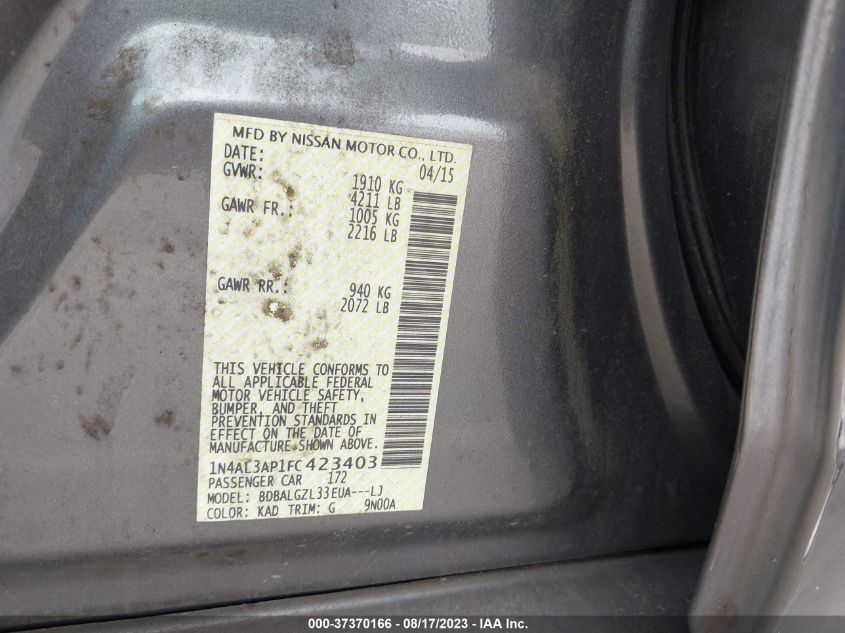 MFD BY NISSAN MOTOR CO., LTD.
DATE: 04/15
GVWR: 1910 KG
4211 LB
GAWR FR.: 1005 KG
2216 LB
GAWR RR.: 940 KG
2072 LB
THIS VEHICLE CONFORMS TO
ALL APPLICABLE FEDERAL
MOTOR VEHICLE SAFETY,
BUMPER, AND THEFT
PREVENTION STANDARDS IN
EFFECT ON THE DATE OF
MANUFACTURE SHOWN ABOVE.
1N4AL3AP1FC423403
PASSENGER CAR 172
MODEL: BDBALGZL33EUA---LJ
COLOR: KAD TRIM: G 9N00A
000-37370166 - 08/17/2023 - IAA Inc.